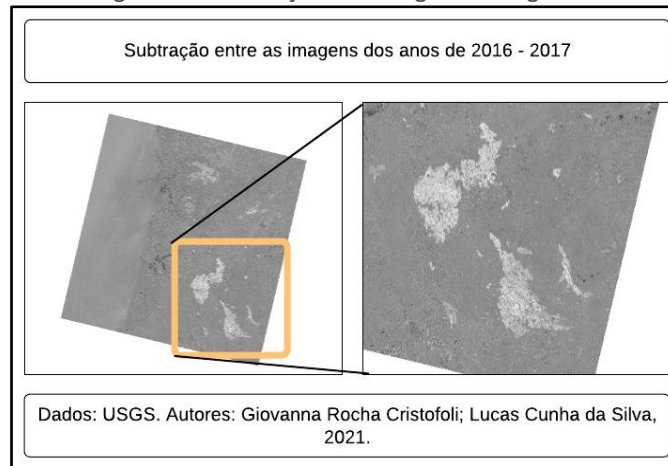 Subtração entre as imagens dos anos de 2016 - 2017
Dados: USGS. Autores: Giovanna Rocha Cristofoli; Lucas Cunha da Silva,
2021.